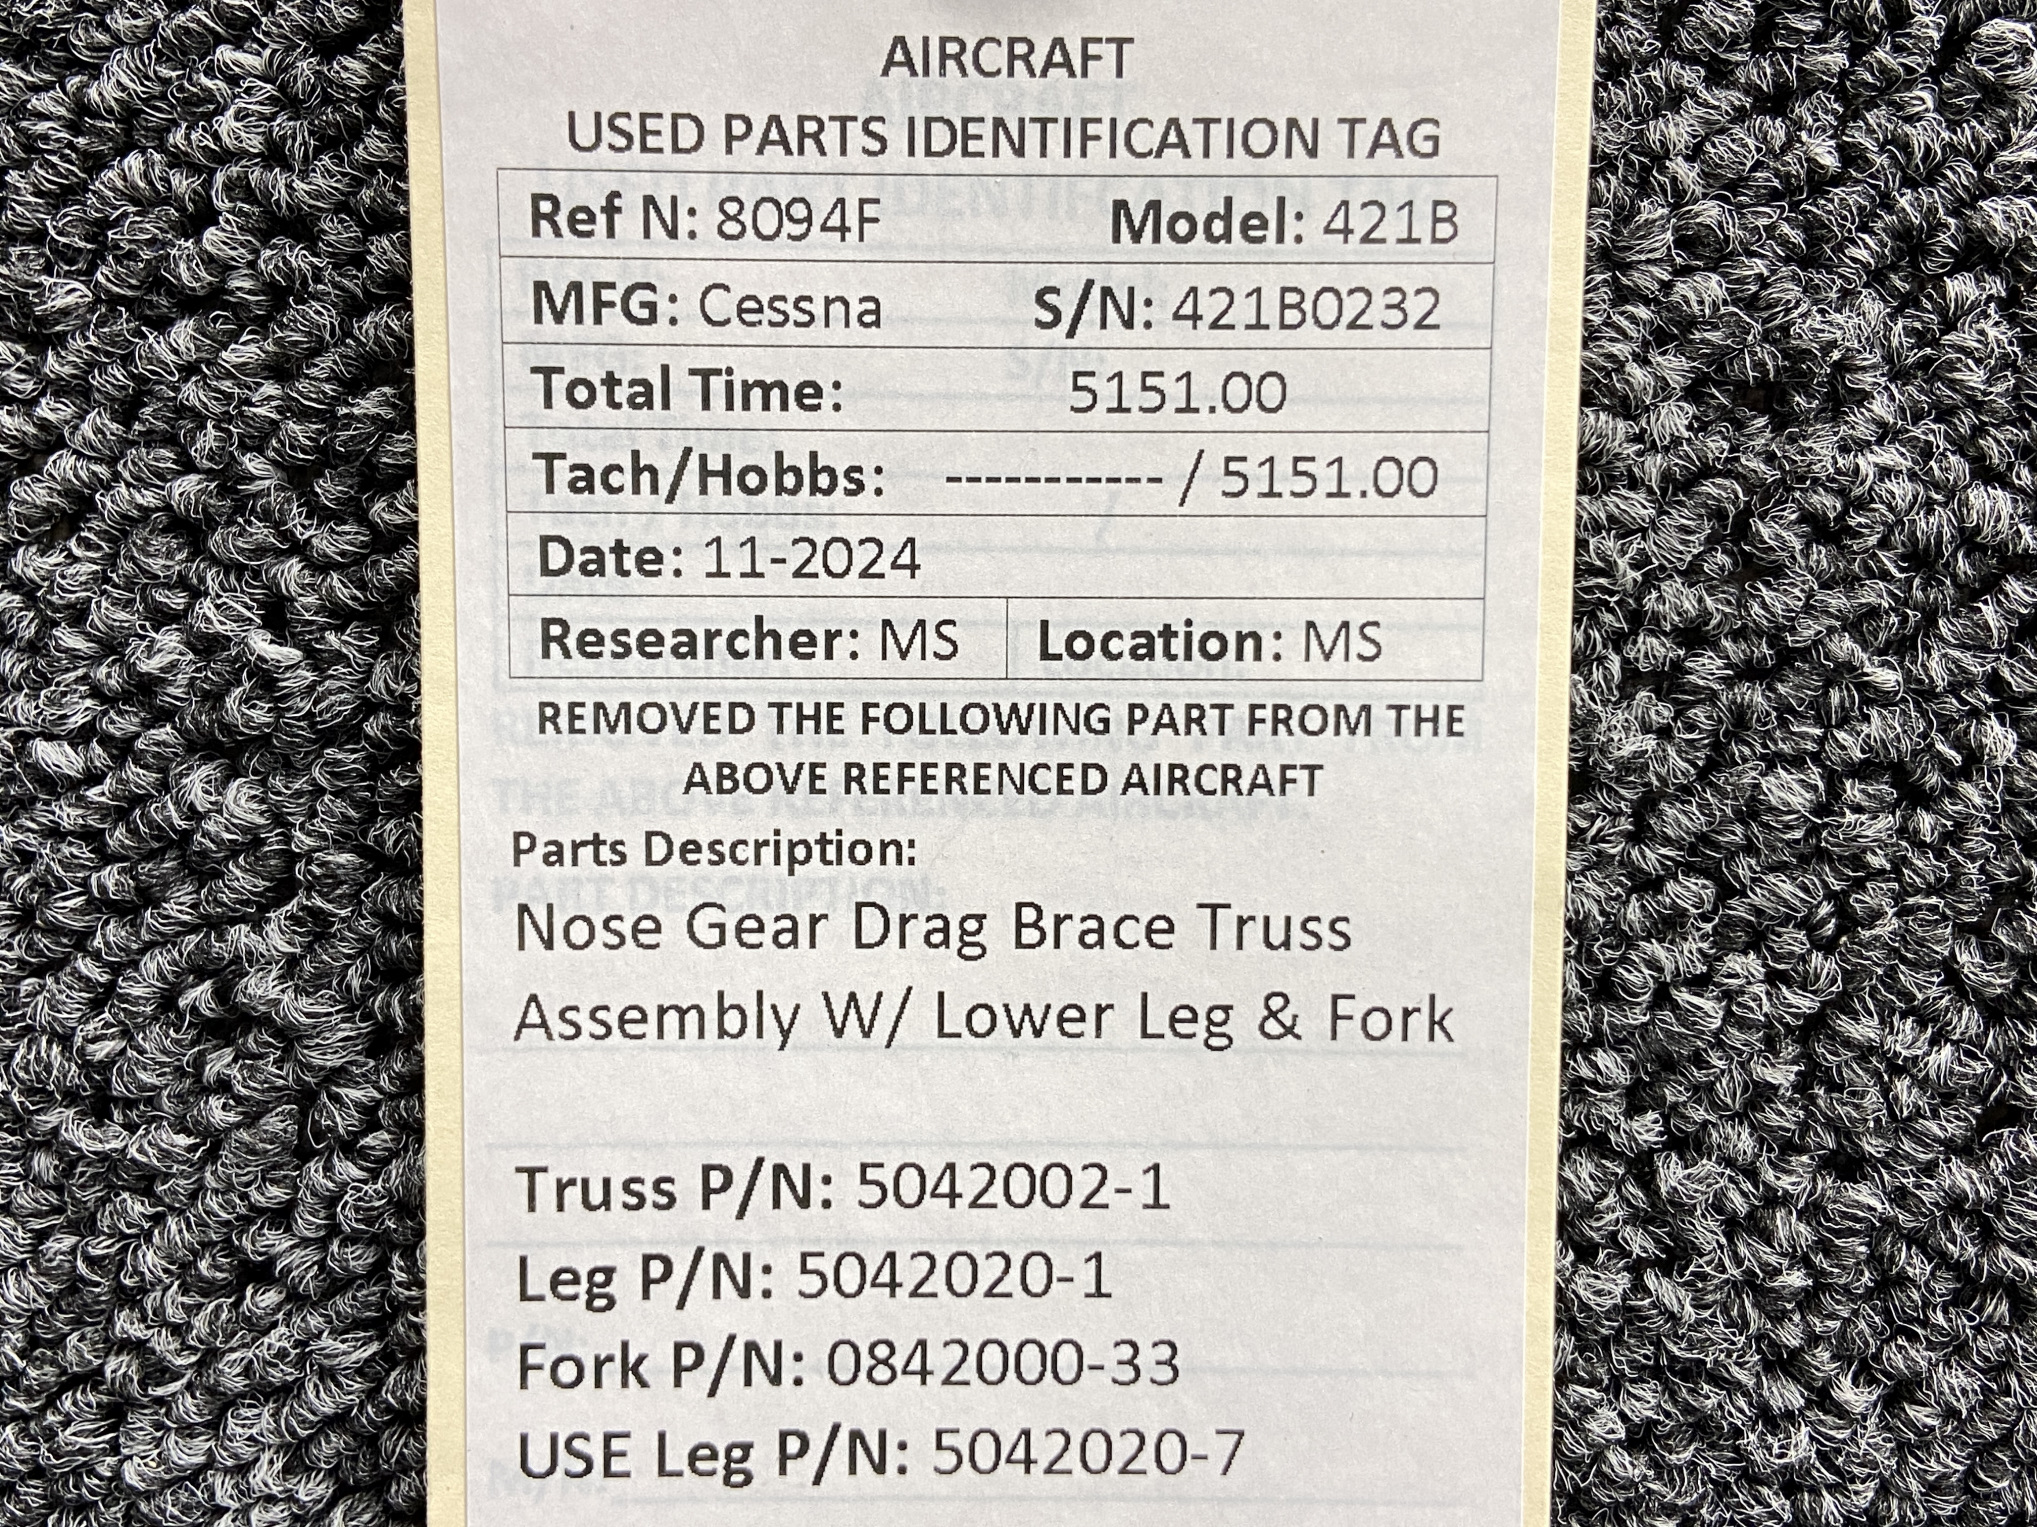 AIRCRAFT
USED PARTS IDENTIFICATION TAG
Ref N: 8094F Model: 421B
MFG: Cessna S/N: 421B0232
Total Time: 5151.00
Tach/Hobbs: ----------- / 5151.00
Date: 11-2024
Researcher: MS Location: MS
REMOVED THE FOLLOWING PART FROM THE
ABOVE REFERENCED AIRCRAFT
Parts Description:
Nose Gear Drag Brace Truss
Assembly W/ Lower Leg & Fork
Truss P/N: 5042002-1
Leg P/N: 5042020-1
Fork P/N: 0842000-33
USE Leg P/N: 5042020-7